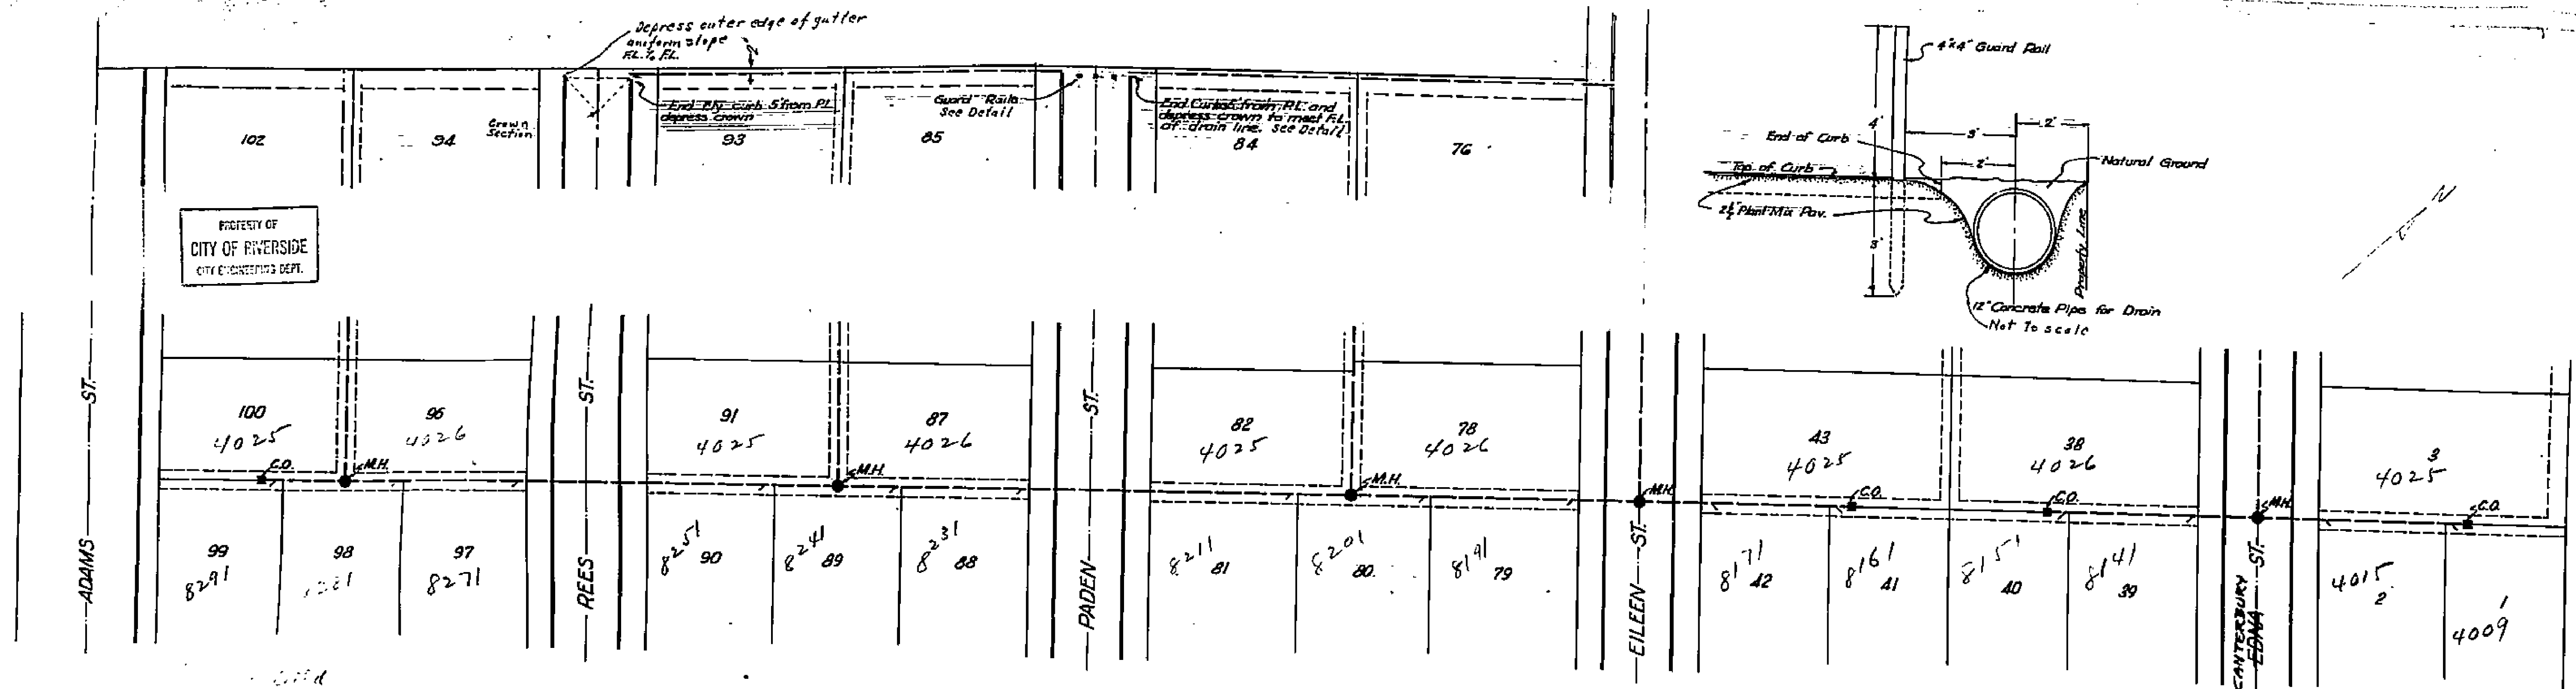 Depress outer edge of gutter
uniform slope
F.L. to F.L.
End Ely curb 5' from P.L.
depress crown
Guard Rails
See Detail
End Curbs from P.L. and
depress crown to meet F.L.
of drain line. See Detail
102
94
Crown
Section
93
85
84
76
4"x4" Guard Rail
4'
3'
3'
2'
2'
End of Curb
Natural Ground
Top of Curb
2½" Plant Mix Pav.
Property Line
12" Concrete Pipe for Drain
Not To scale
N
PROPERTY OF
CITY OF RIVERSIDE
CITY ENGINEERING DEPT.
ADAMS ST.
REES ST.
PADEN ST.
EILEEN ST.
CANTERBURY
EDNA ST.
100
4025
96
4026
91
4025
87
4026
82
4025
78
4026
43
4025
38
4026
3
4025
C.O.
M.H.
M.H.
M.H.
M.H.
C.O.
C.O.
M.H.
C.O.
99
8291
98
97
8271
8251
90
8241
89
8231
88
8211
81
8201
80
8191
79
8171
42
8161
41
8151
40
8141
39
4015
2
1
4009